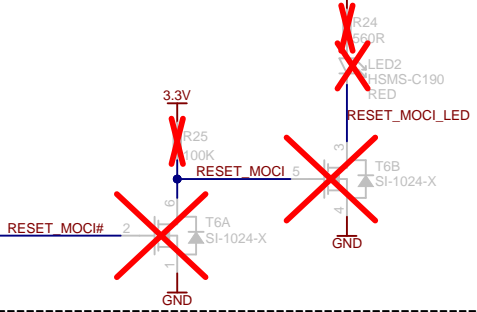 R24
560R
LED2
HSMS-C190
RED
3.3V
RESET_MOCI_LED
R25
100K
3
RESET_MOCI
5
T6B
SI-1024-X
4
6
T6A
RESET_MOCI#
2
SI-1024-X
GND
1
GND